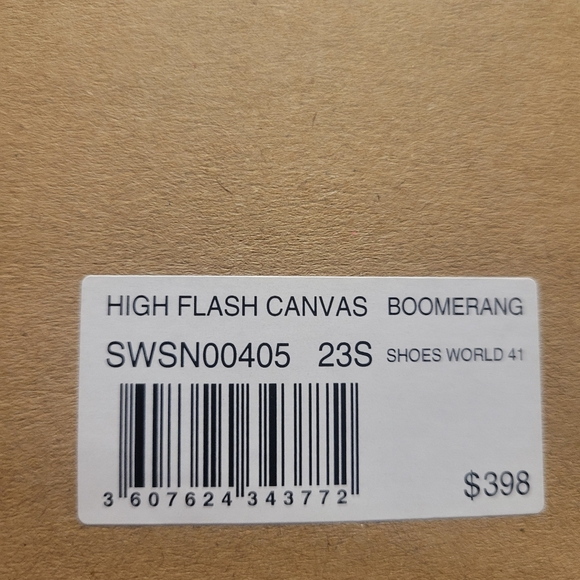 HIGH FLASH CANVAS BOOMERANG
SWSN00405 23S SHOES WORLD 41
3 607624 343772
$398